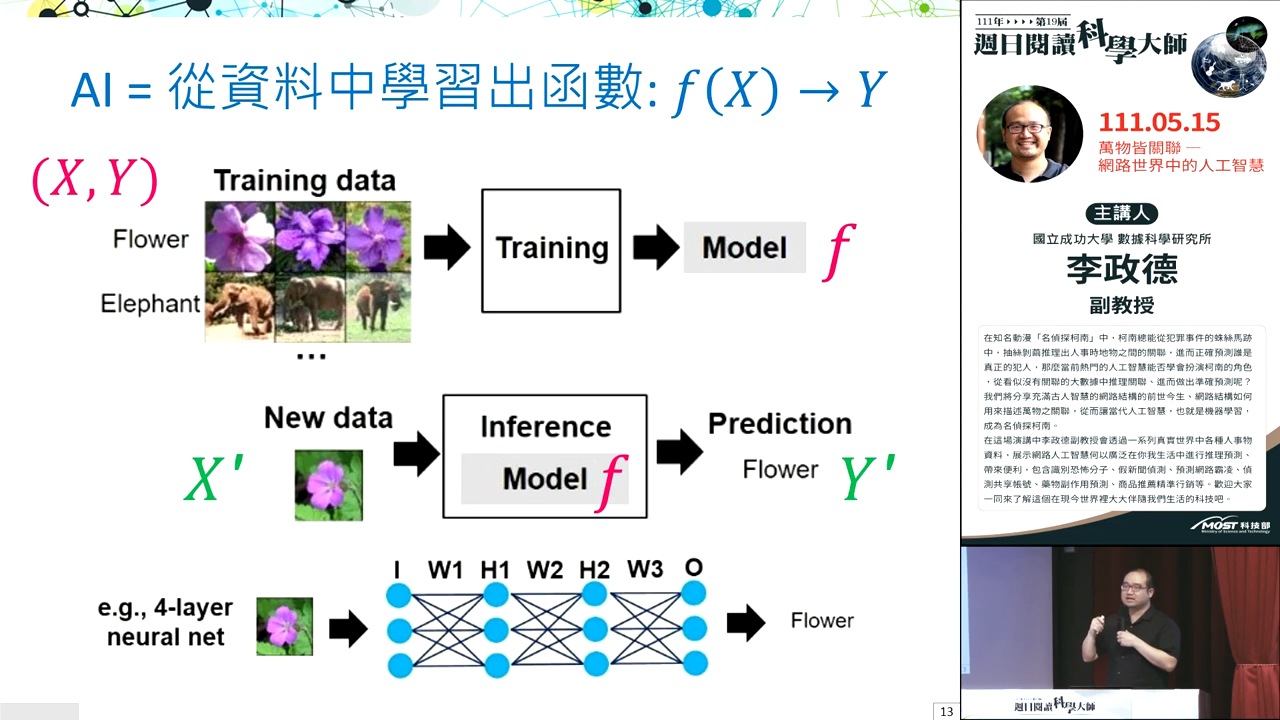 AI = 從資料中學習出函數: f(X) → Y
(X, Y)
Training data
Flower
Elephant
...
Training
Model
f
New data
X'
Inference
Model f
Prediction
Flower
Y'
e.g., 4-layer
neural net
I W1 H1 W2 H2 W3 O
Flower
13
111年 第19屆
週日閱讀科學大師
111.05.15
萬物皆關聯 —
網路世界中的人工智慧
主講人
國立成功大學 數據科學研究所
李政德
副教授
在知名動漫「名偵探柯南」中，柯南總能從犯罪事件的蛛絲馬跡
中，抽絲剝繭推理出人事時地物之間的關聯，進而正確預測誰是
真正的犯人，那麼當前熱門的人工智慧能否學會扮演柯南的角色
，從看似沒有關聯的大數據中推理關聯、進而做出準確預測呢？
我們將分享充滿古人智慧的網路結構的前世今生、網路結構如何
用來描述萬物之關聯，從而讓當代人工智慧，也就是機器學習，
成為名偵探柯南。
在這場演講中李政德副教授會透過一系列真實世界中各種人事物
資料、展示網路人工智慧何以廣泛在你我生活中進行推理預測、
帶來便利，包含識別恐怖分子、假新聞偵測、預測網路霸凌、偵
測共享帳號、藥物副作用預測、商品推薦精準行銷等。歡迎大家
一同來了解這個在現今世界裡大大伴隨我們生活的科技吧。
MOST 科技部
Ministry of Science and Technology
週日閱讀科學大師